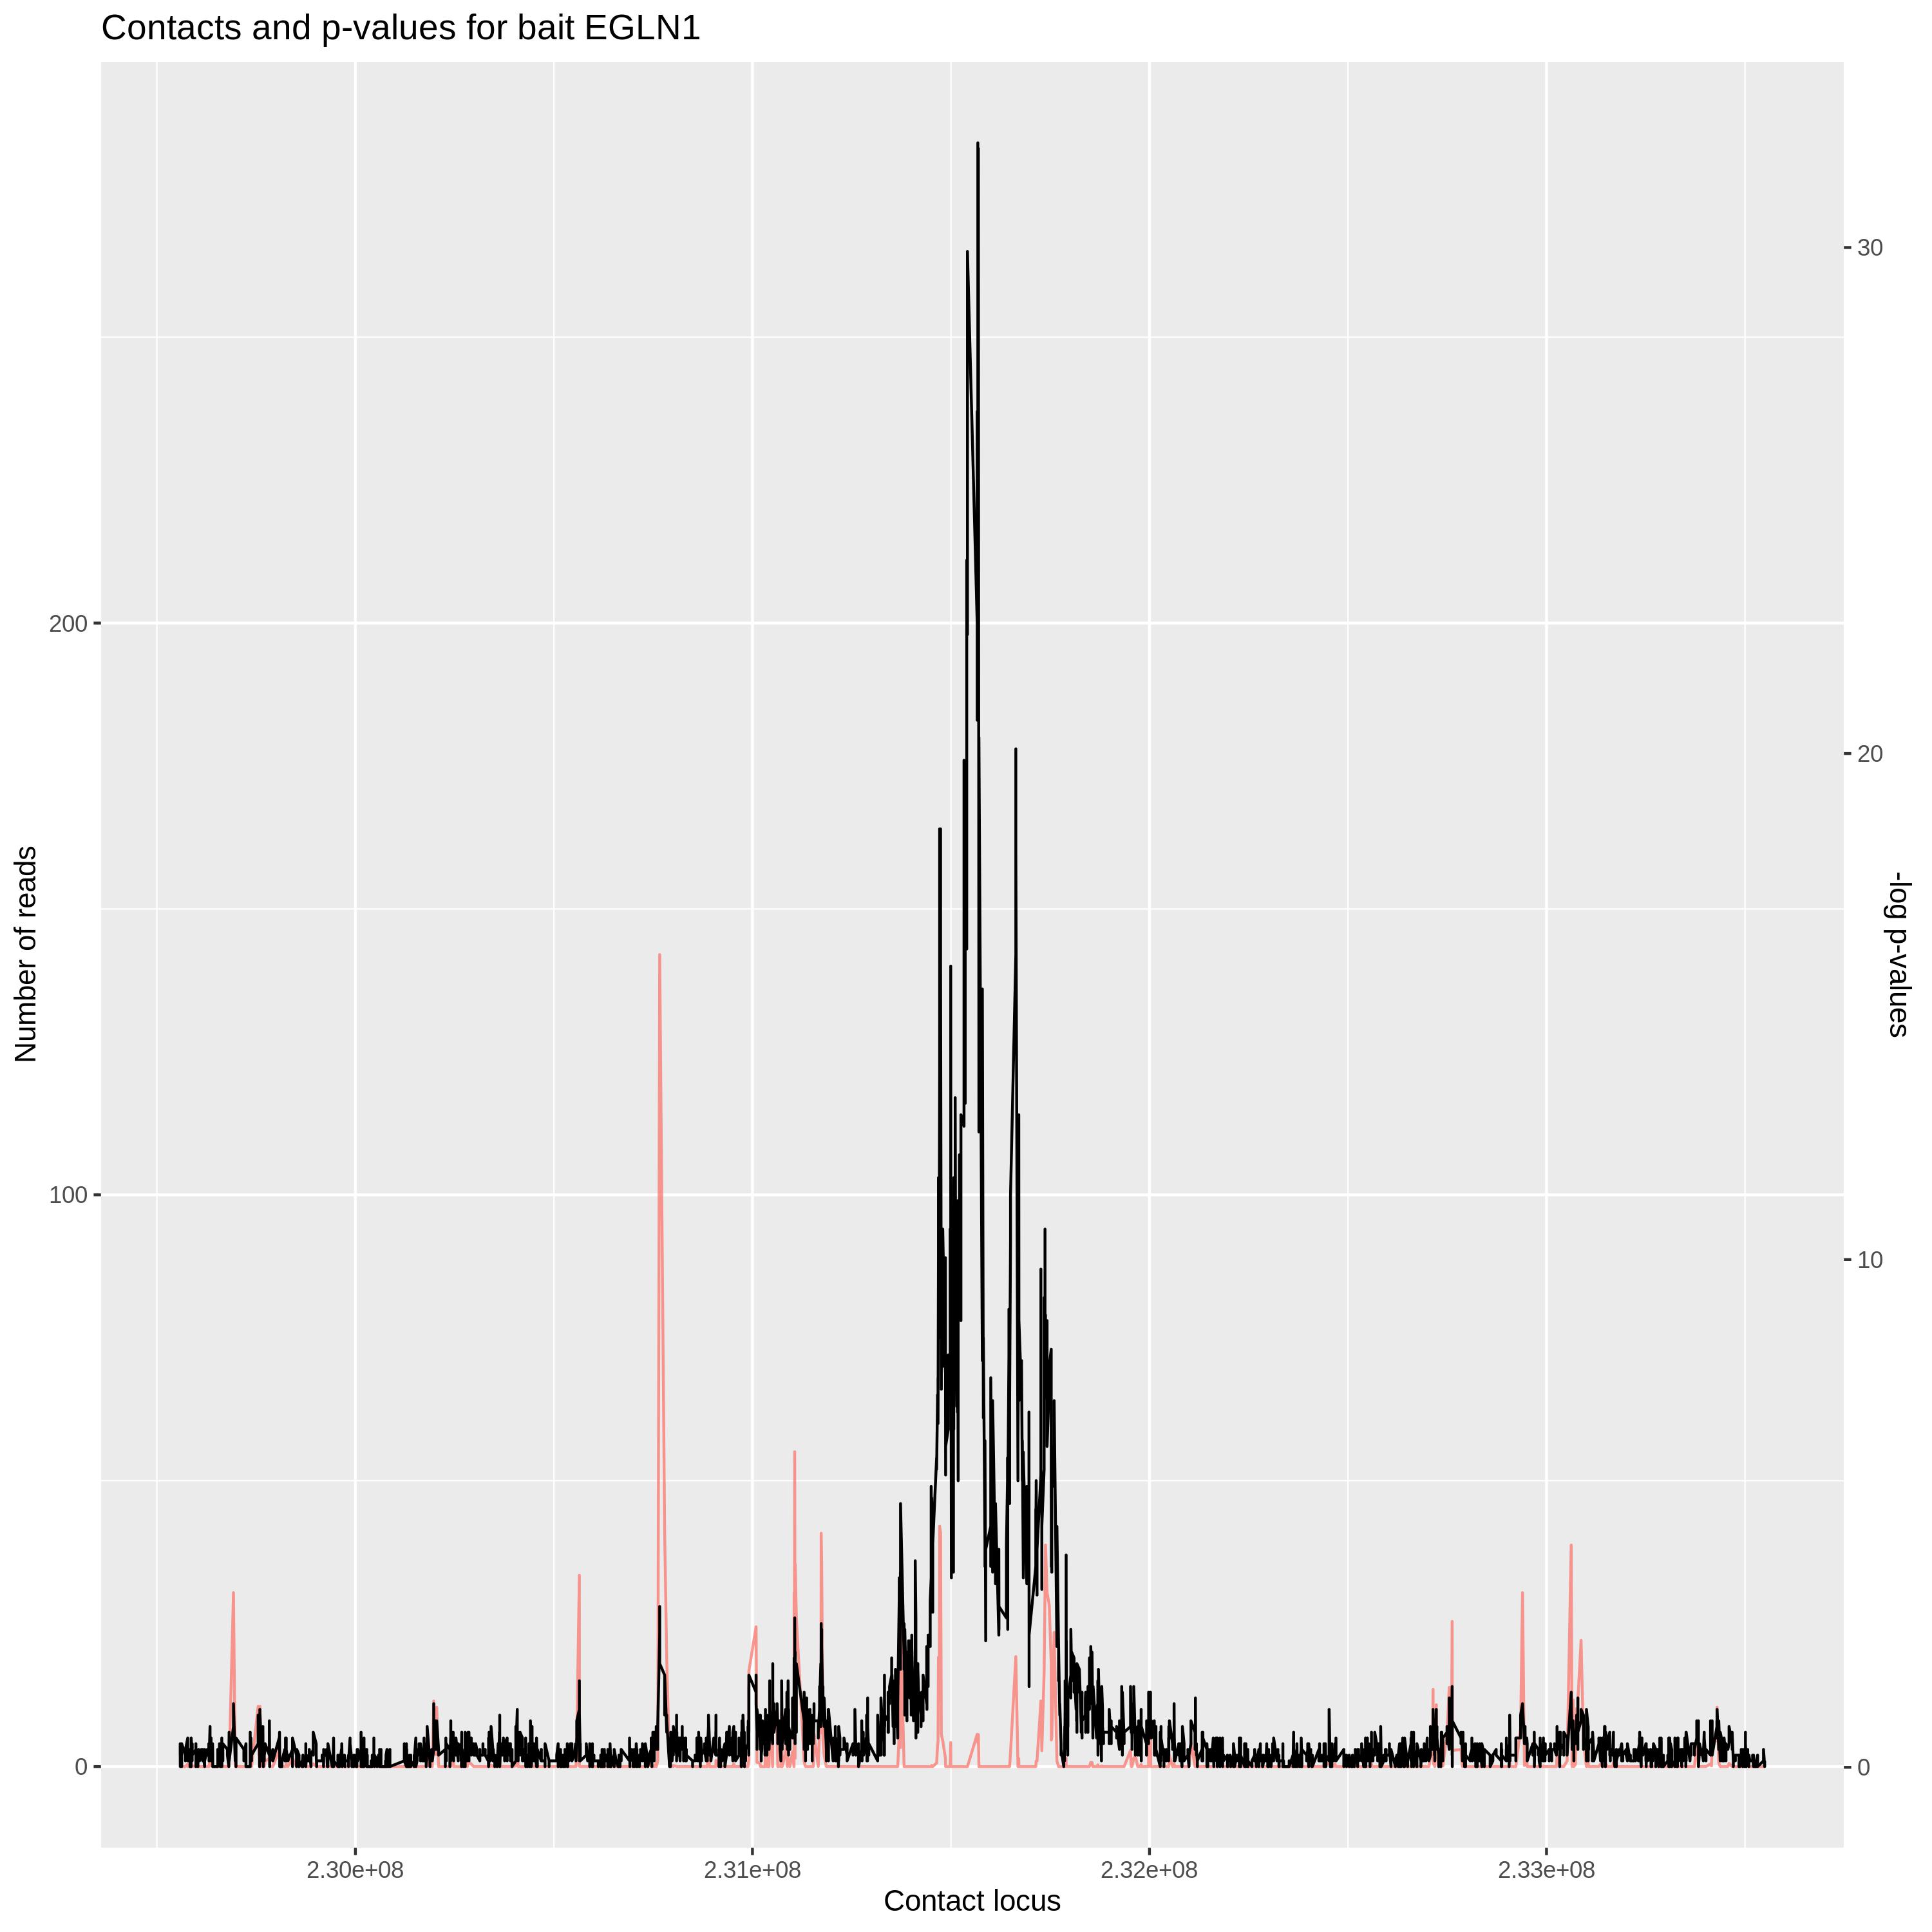 Contacts and p-values for bait EGLN1
200
100
0
Number of reads
30
20
10
0
-log p-values
2.30e+08 2.31e+08 2.32e+08 2.33e+08
Contact locus